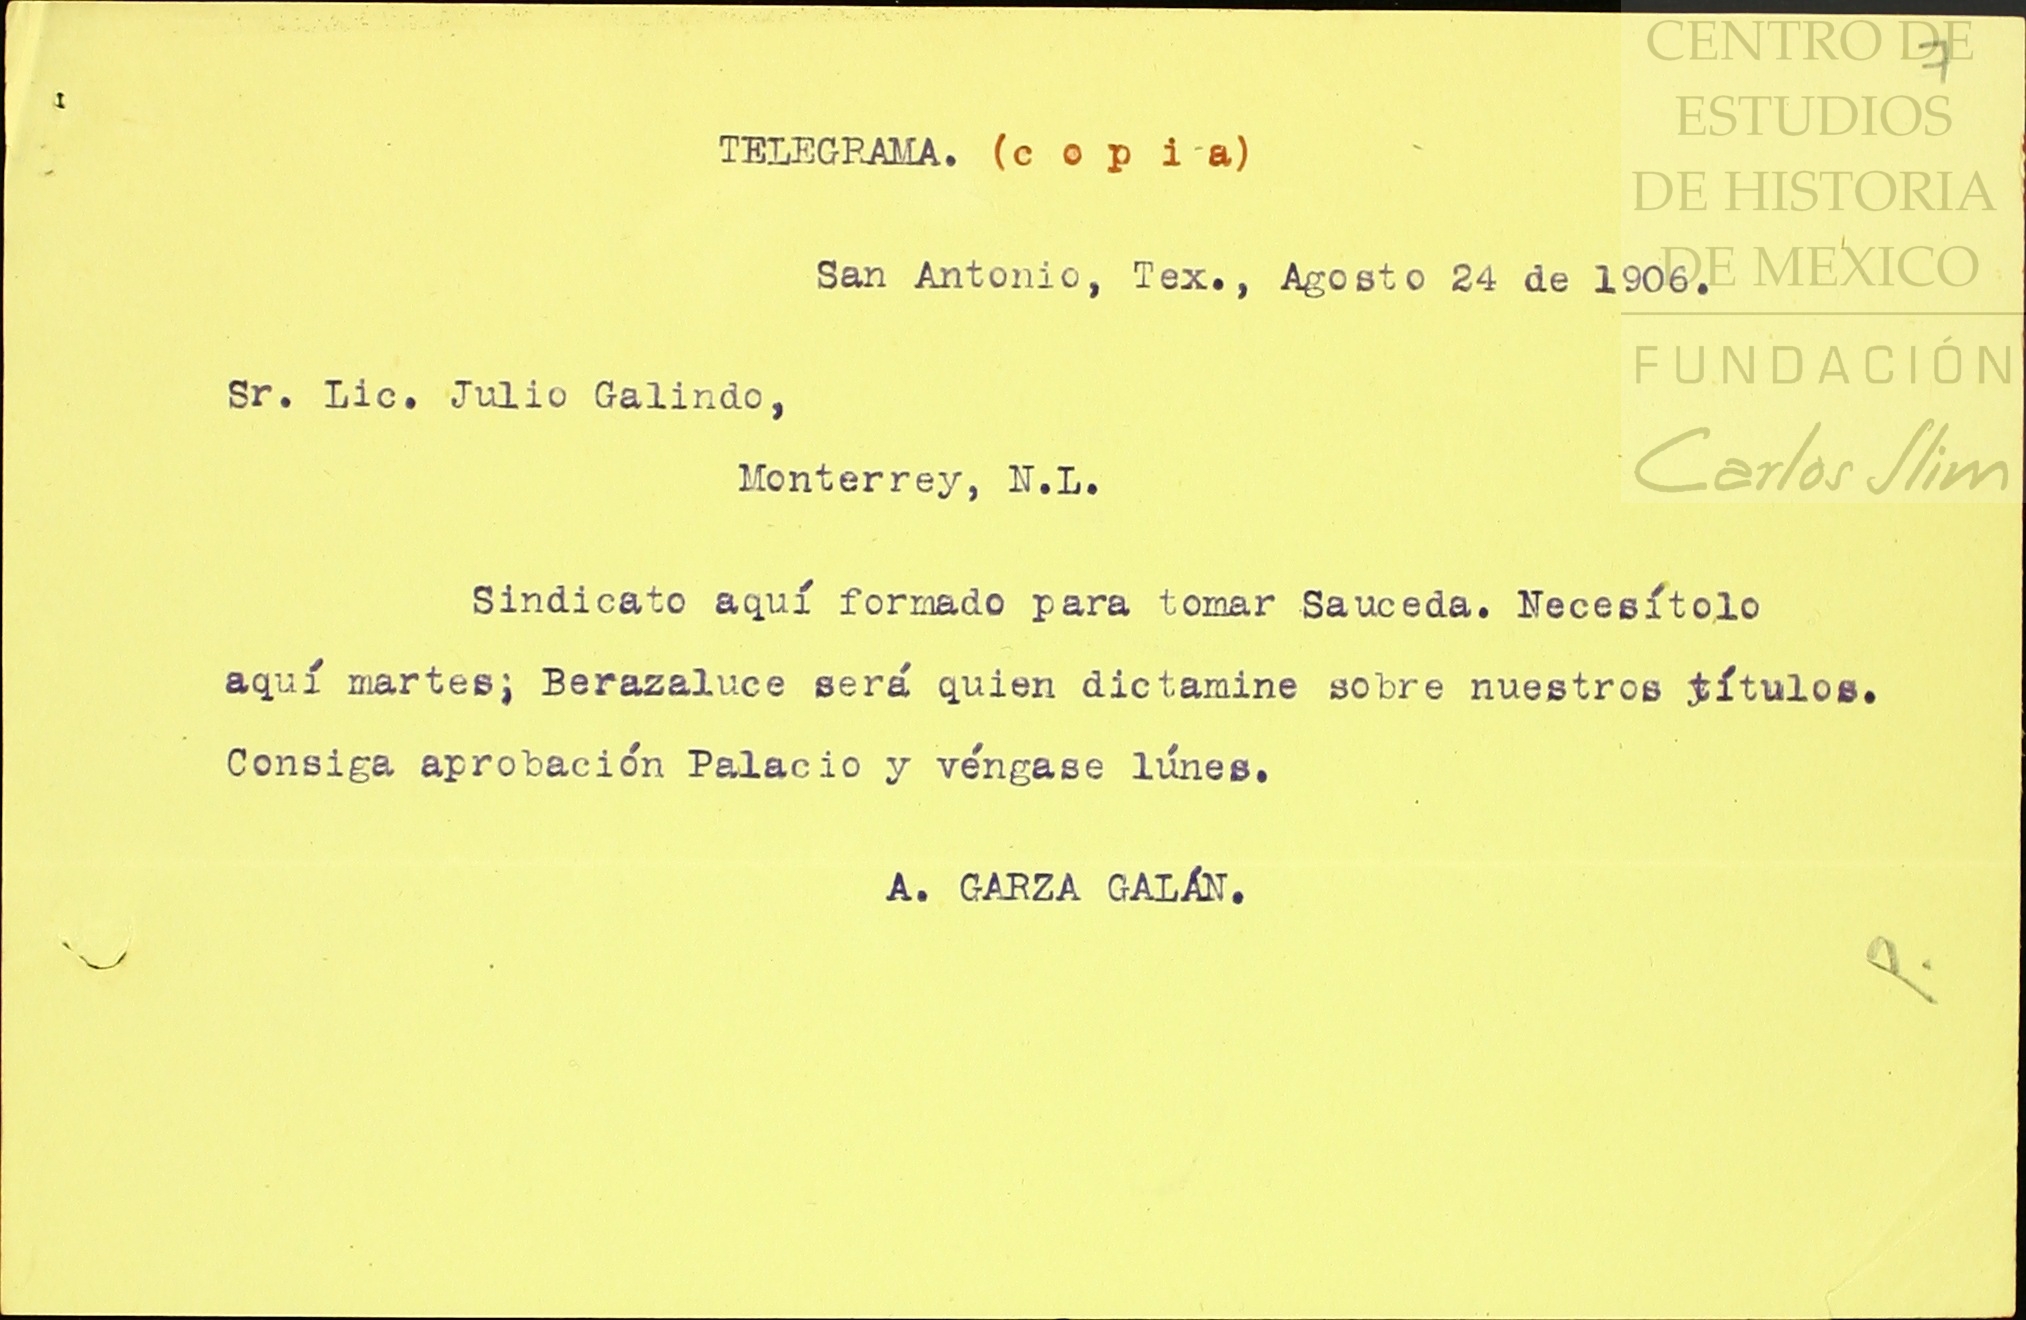 CENTRO DE
ESTUDIOS
DE HISTORIA
DE MEXICO
FUNDACIÓN
Carlos Slim
7
TELEGRAMA. (c o p i a)
San Antonio, Tex., Agosto 24 de 1906.
Sr. Lic. Julio Galindo,
Monterrey, N.L.
Sindicato aquí formado para tomar Sauceda. Necesítolo
aquí martes; Berazaluce será quien dictamine sobre nuestros títulos.
Consiga aprobación Palacio y véngase lúnes.
A. GARZA GALÁN.
P.